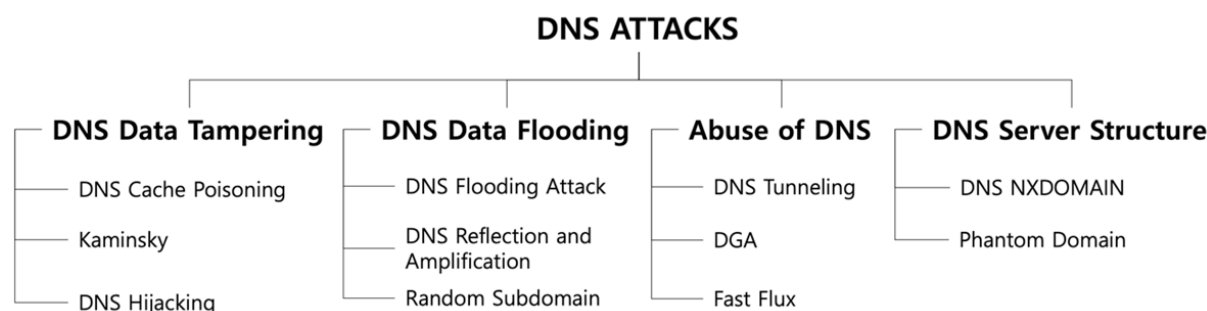 DNS ATTACKS
DNS Data Tampering
DNS Cache Poisoning
Kaminsky
DNS Hijacking
DNS Data Flooding
DNS Flooding Attack
DNS Reflection and
Amplification
Random Subdomain
Abuse of DNS
DNS Tunneling
DGA
Fast Flux
DNS Server Structure
DNS NXDOMAIN
Phantom Domain